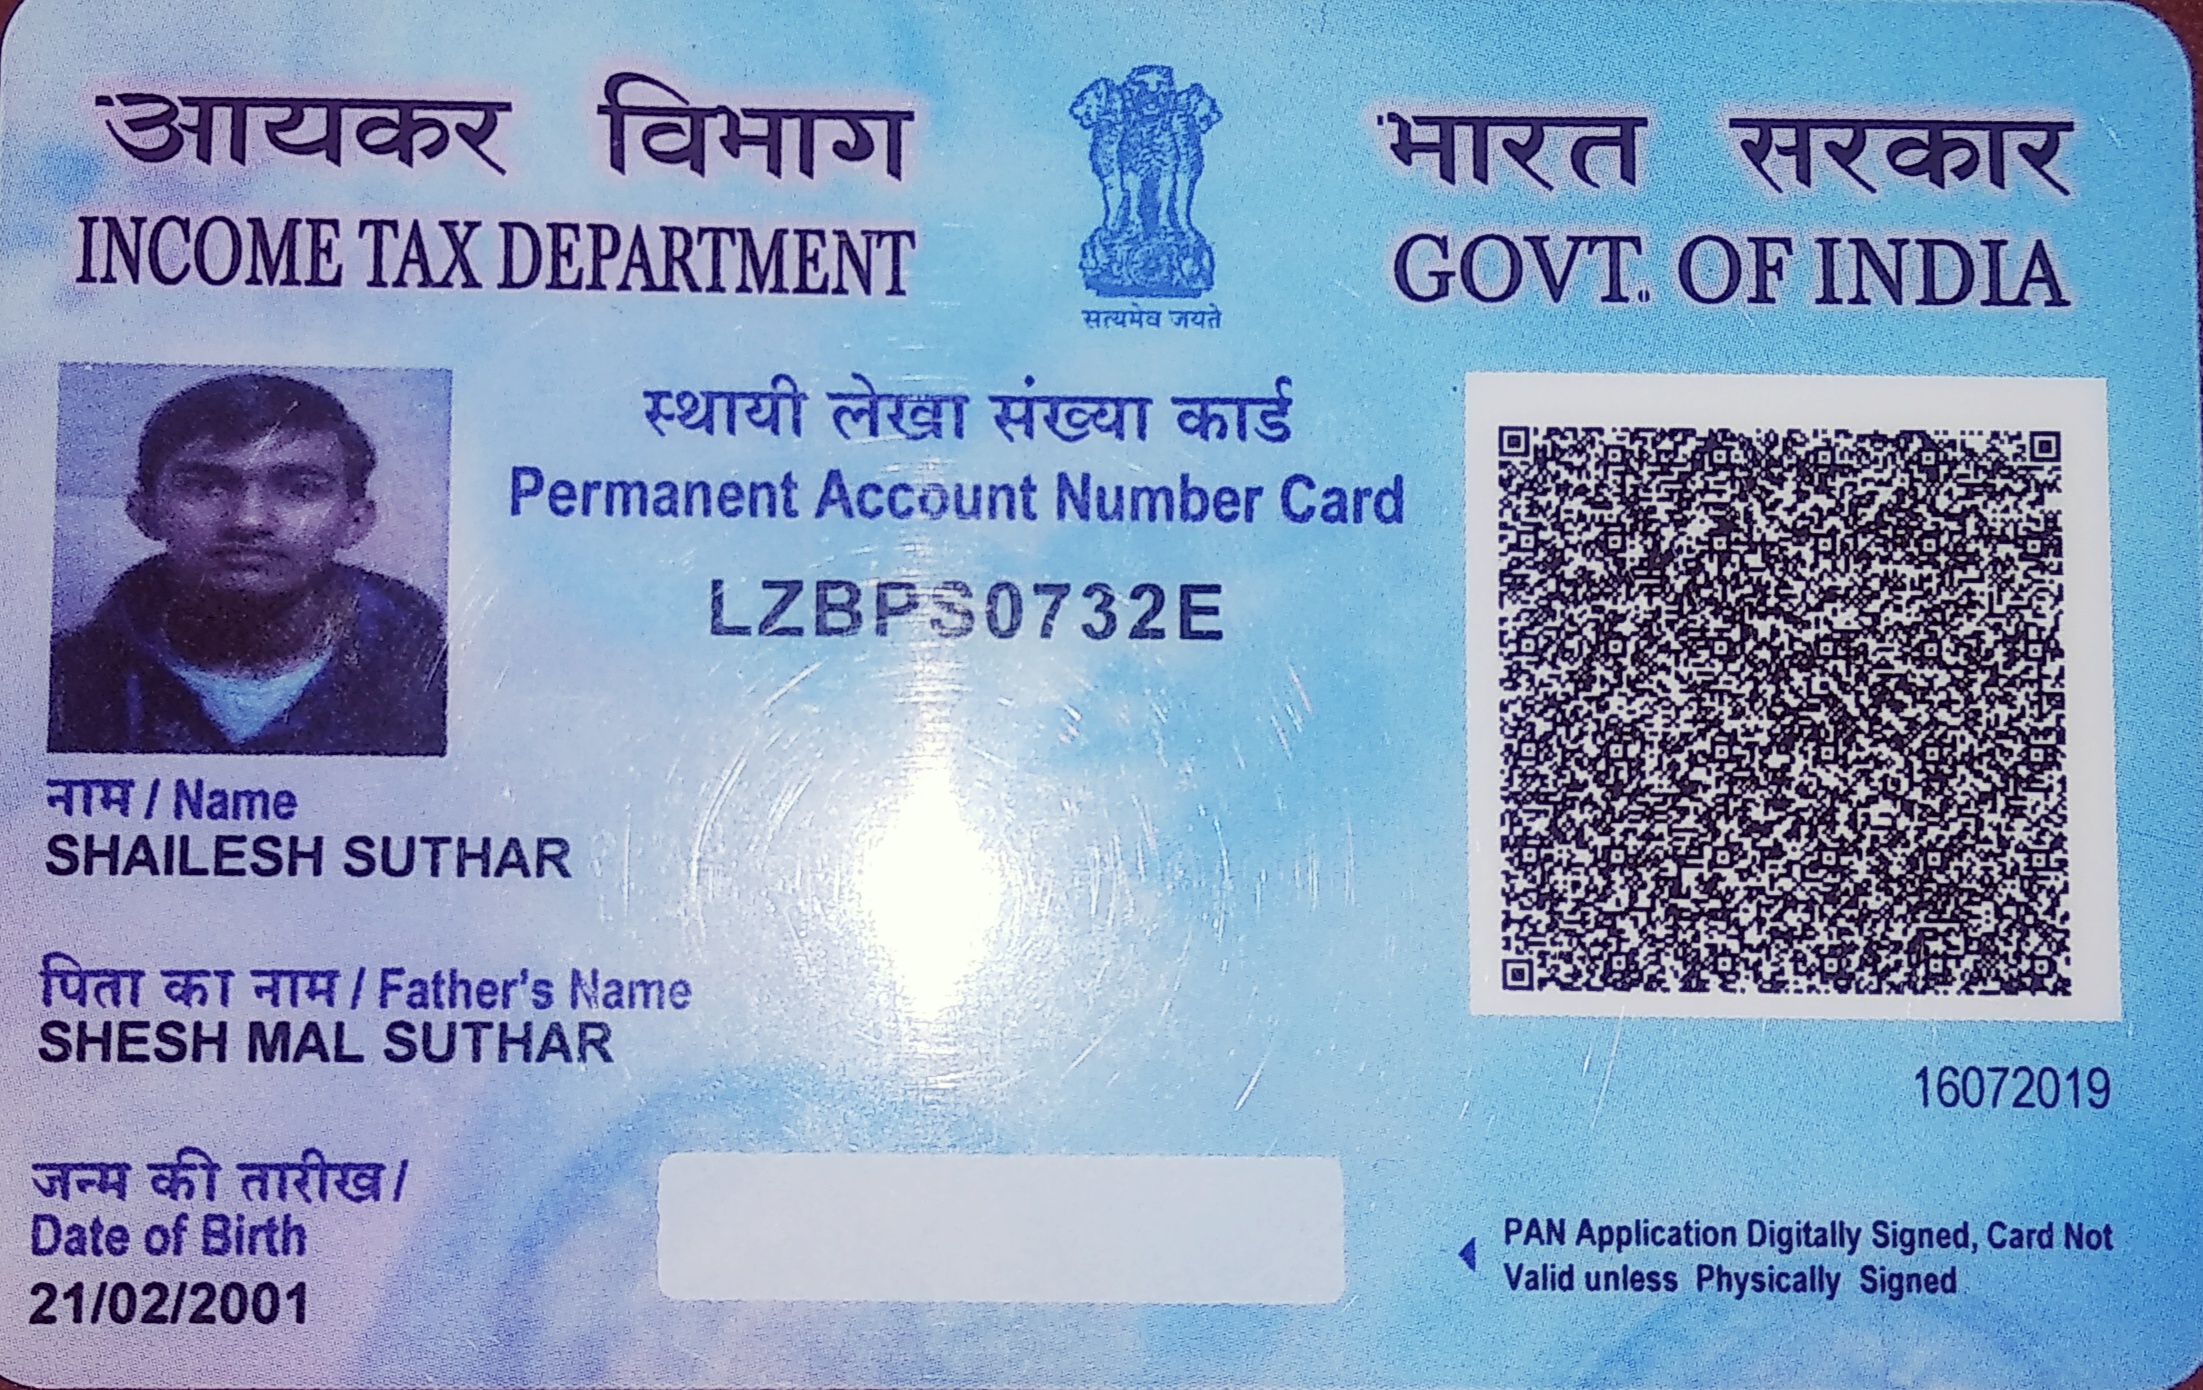 आयकर विभाग
INCOME TAX DEPARTMENT
भारत सरकार
GOVT. OF INDIA
सत्यमेव जयते
स्थायी लेखा संख्या कार्ड
Permanent Account Number Card
LZBPS0732E
नाम / Name
SHAILESH SUTHAR
पिता का नाम / Father's Name
SHESH MAL SUTHAR
जन्म की तारीख /
Date of Birth
21/02/2001
16072019
PAN Application Digitally Signed, Card Not
Valid unless Physically Signed